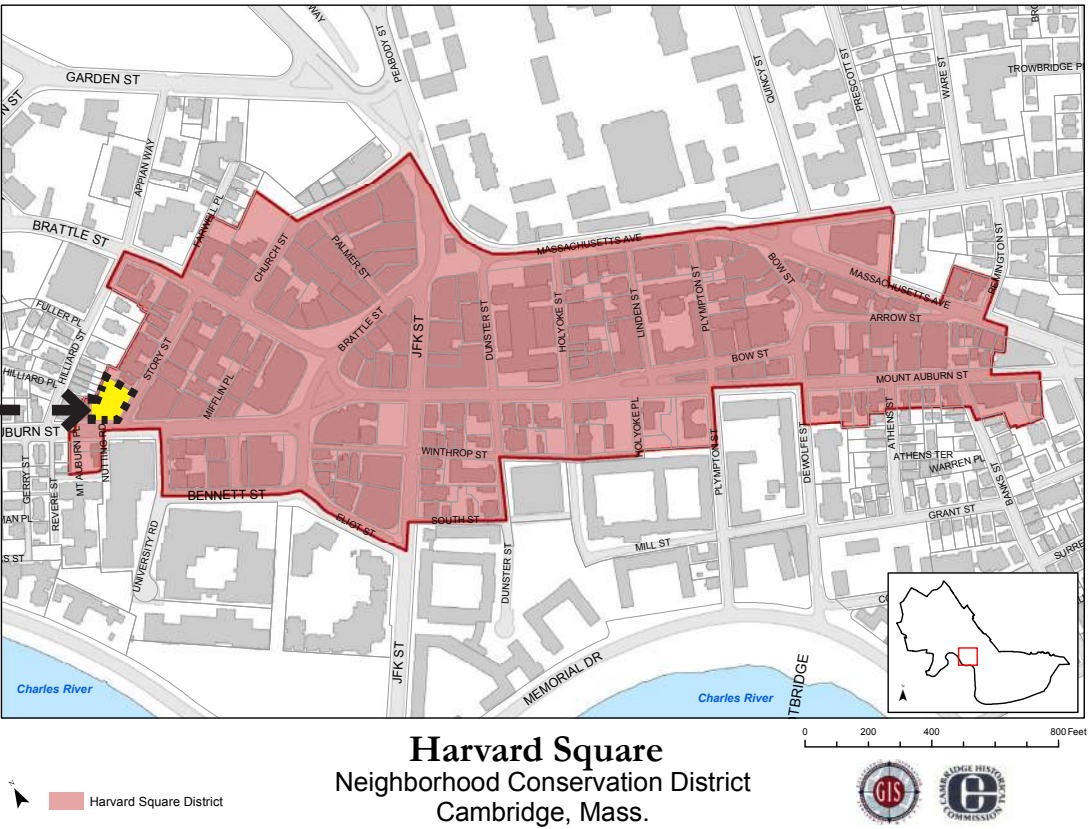 WAY
PEABODY ST
GARDEN ST
QUINCY ST
PRESCOTT ST
WARE ST
TROWBRIDGE
APPIAN WAY
FARWELL PL
BRATTLE ST
CHURCH ST
PALMER ST
MASSACHUSETTS AVE
BOW ST
MASSACHUSETTS AVE
REMINGTON ST
FULLER PL
HILLIARD ST
HILLIARD PL
STORY ST
BRATTLE ST
JFK ST
DUNSTER ST
HOLYOKE ST
LINDEN ST
PLYMPTON ST
ARROW ST
MIFFLIN PL
BOW ST
MOUNT AUBURN ST
UBURN ST
MT AUBURN PL
NUTTING RD
GERRY ST
REVERE ST
WINTHROP ST
HOLYOKE PL
PLYMPTON ST
DEWOLFE ST
ATHENS ST
ATHENS TER
WARREN PL
BANKS ST
BENNETT ST
ELIOT ST
SOUTH ST
GRANT ST
UNIVERSITY RD
DUNSTER ST
MILL ST
SURRE
JFK ST
MEMORIAL DR
OTBRIDGE
Charles River
Charles River
0 200 400 800 Feet
Harvard Square
Neighborhood Conservation District
Cambridge, Mass.
N
Harvard Square District
GIS
CAMBRIDGE HISTORICAL
COMMISSION